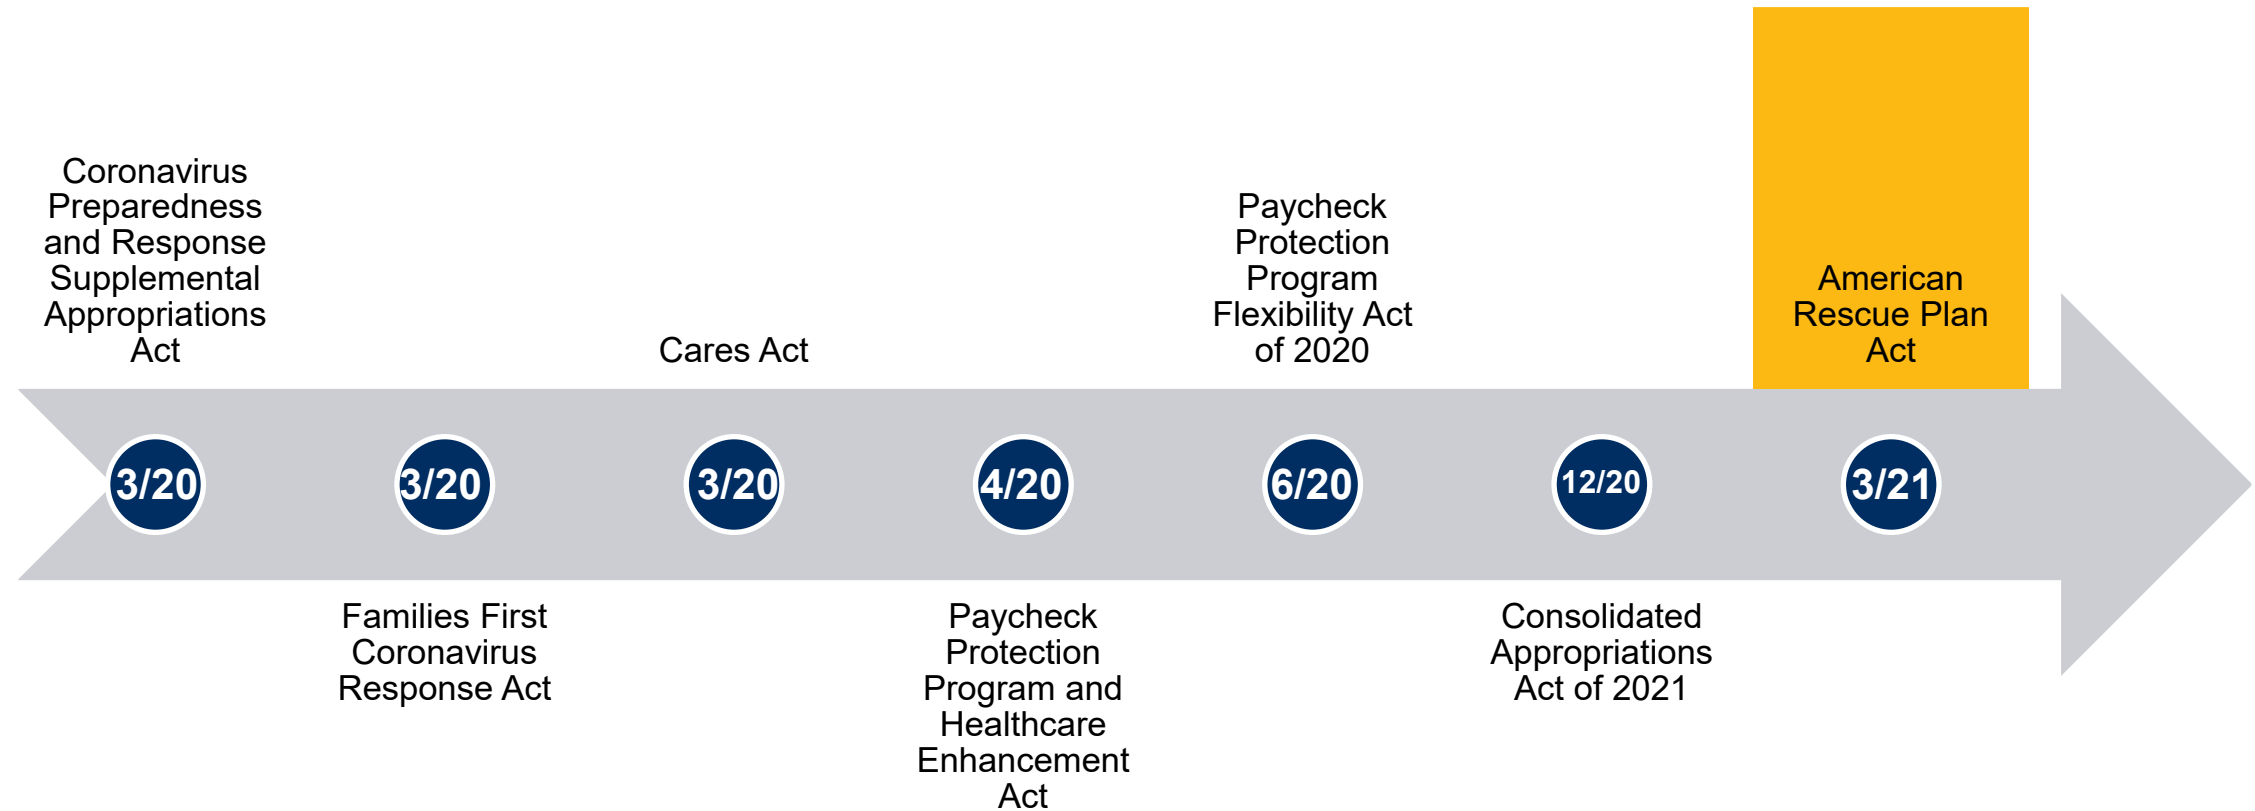 Coronavirus
Preparedness
and Response
Supplemental
Appropriations
Act
Cares Act
Paycheck
Protection
Program
Flexibility Act
of 2020
American
Rescue Plan
Act
3/20
3/20
3/20
4/20
6/20
12/20
3/21
Families First
Coronavirus
Response Act
Paycheck
Protection
Program and
Healthcare
Enhancement
Act
Consolidated
Appropriations
Act of 2021